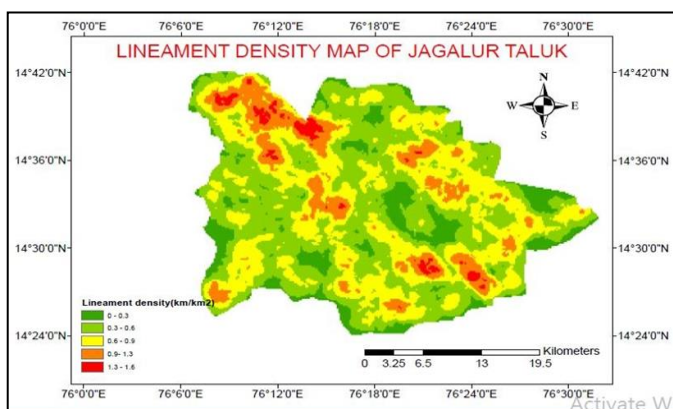 76°0'0"E 76°6'0"E 76°12'0"E 76°18'0"E 76°24'0"E 76°30'0"E
LINEAMENT DENSITY MAP OF JAGALUR TALUK
14°42'0"N 14°42'0"N
N
W E
S
14°36'0"N 14°36'0"N
14°30'0"N 14°30'0"N
Lineament density(km/km2)
0 - 0.3
0.3 - 0.6
0.6 - 0.9
0.9- 1.3
1.3 - 1.6
14°24'0"N 14°24'0"N
Kilometers
0 3.25 6.5 13 19.5
76°0'0"E 76°6'0"E 76°12'0"E 76°18'0"E 76°24'0"E 76°30'0"E
Activate W